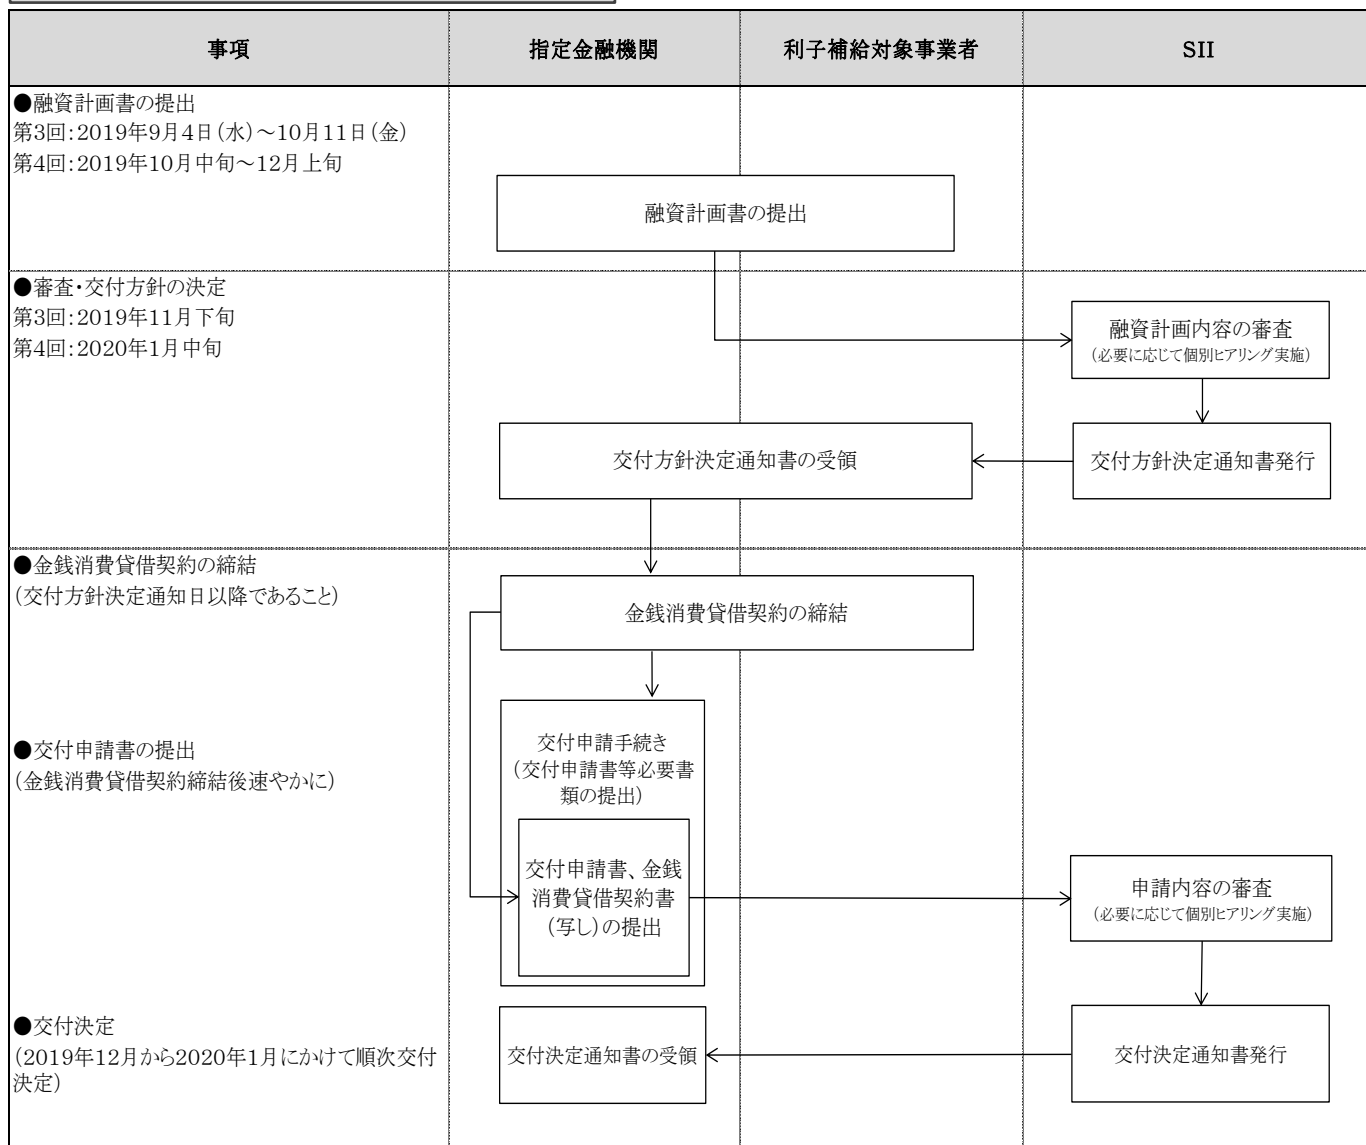 事項
指定金融機関
利子補給対象事業者
SII
●融資計画書の提出
第3回:2019年9月4日(水)～10月11日(金)
第4回:2019年10月中旬～12月上旬
融資計画書の提出
●審査・交付方針の決定
第3回:2019年11月下旬
第4回:2020年1月中旬
融資計画内容の審査
(必要に応じて個別ヒアリング実施)
交付方針決定通知書の受領
交付方針決定通知書発行
●金銭消費貸借契約の締結
(交付方針決定通知日以降であること)
金銭消費貸借契約の締結
●交付申請書の提出
(金銭消費貸借契約締結後速やかに)
交付申請手続き
(交付申請書等必要書
類の提出)
交付申請書、金銭
消費貸借契約書
(写し)の提出
申請内容の審査
(必要に応じて個別ヒアリング実施)
●交付決定
(2019年12月から2020年1月にかけて順次交付
決定)
交付決定通知書の受領
交付決定通知書発行